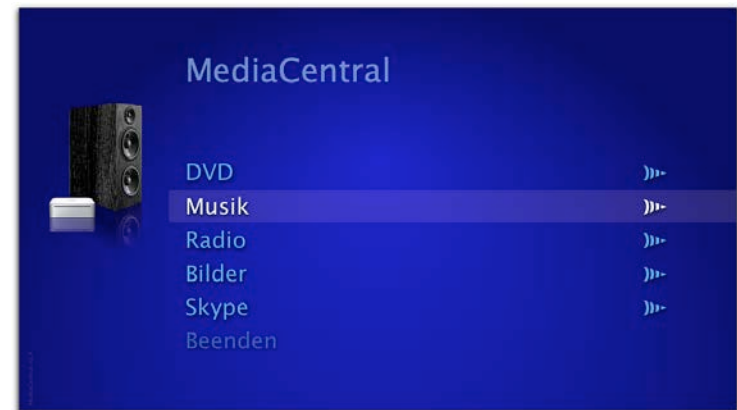 MediaCentral
DVD
Musik
Radio
Bilder
Skype
Beenden